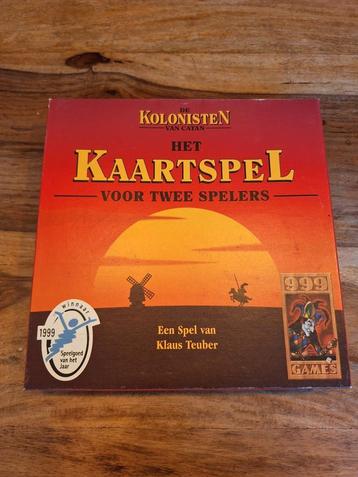 DE
KOLONISTEN
VAN CATAN
HET
KAARTSPEL
VOOR TWEE SPELERS
Een Spel van
Klaus Teuber
winnaar
1999
Speelgoed
van het
Jaar
999
GAMES